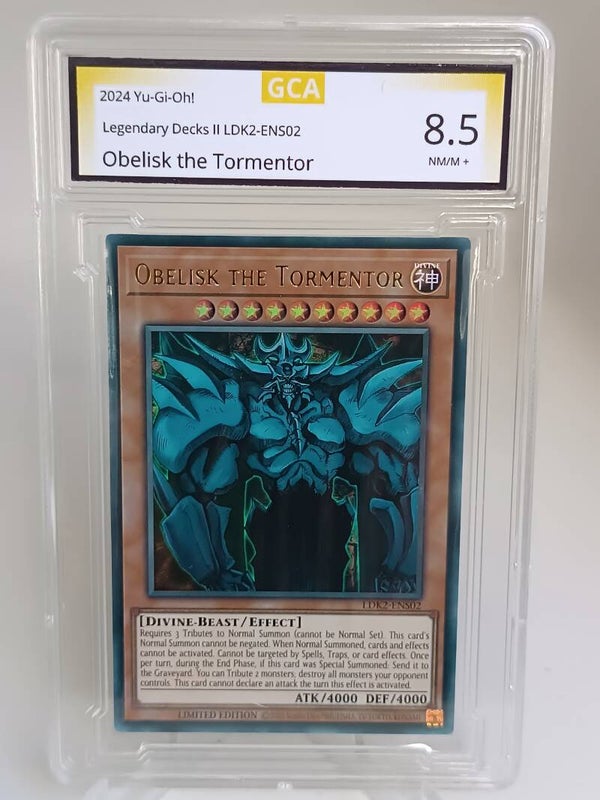 GCA
2024 Yu-Gi-Oh!
Legendary Decks II LDK2-ENS02
Obelisk the Tormentor
8.5
NM/M +
OBELISK THE TORMENTOR
DIVINE
神
LDK2-ENS02
[DIVINE-BEAST/EFFECT]
Requires 3 Tributes to Normal Summon (cannot be Normal Set). This card's
Normal Summon cannot be negated. When Normal Summoned, cards and effects
cannot be activated. Cannot be targeted by Spells, Traps, or card effects. Once
per turn, during the End Phase, if this card was Special Summoned: Send it to
the Graveyard. You can Tribute 2 monsters; destroy all monsters your opponent
controls. This card cannot declare an attack the turn this effect is activated.
ATK/4000 DEF/4000
LIMITED EDITION